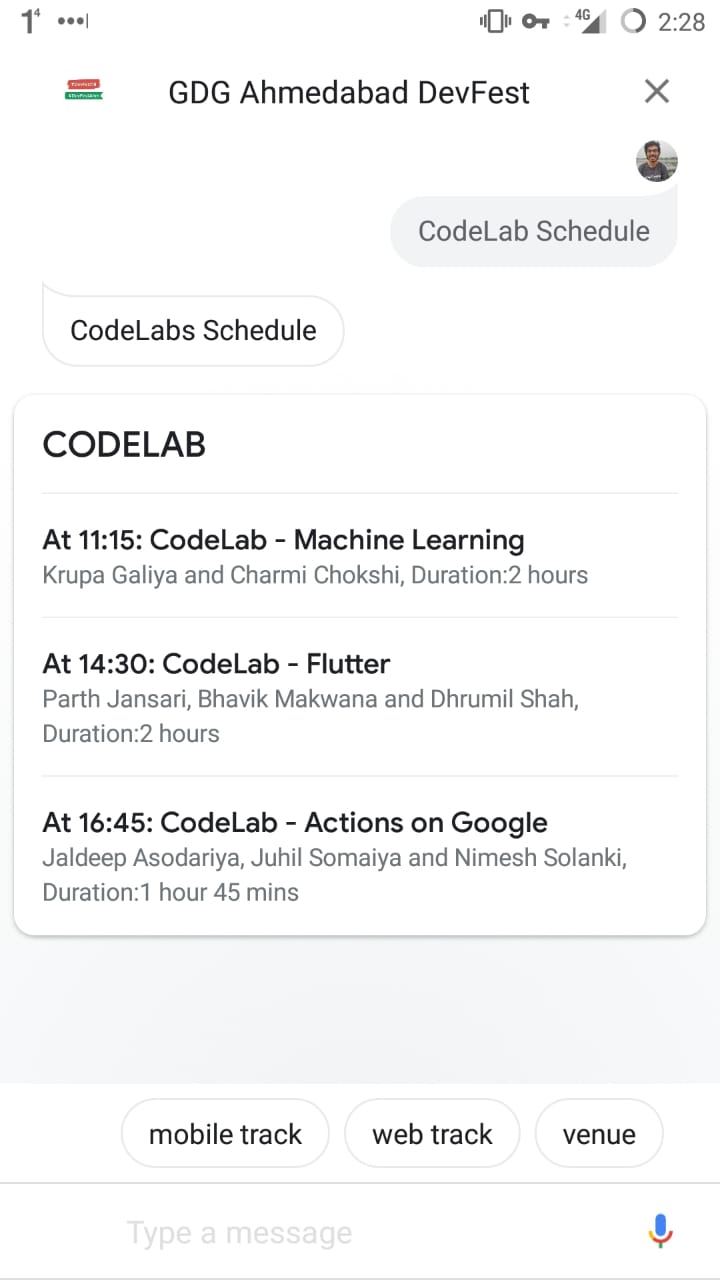 1⁴ 4G 2:28
GDG Ahmedabad DevFest
CodeLab Schedule
CodeLabs Schedule
CODELAB
At 11:15: CodeLab - Machine Learning
Krupa Galiya and Charmi Chokshi, Duration:2 hours
At 14:30: CodeLab - Flutter
Parth Jansari, Bhavik Makwana and Dhrumil Shah,
Duration:2 hours
At 16:45: CodeLab - Actions on Google
Jaldeep Asodariya, Juhil Somaiya and Nimesh Solanki,
Duration:1 hour 45 mins
mobile track web track venue
Type a message